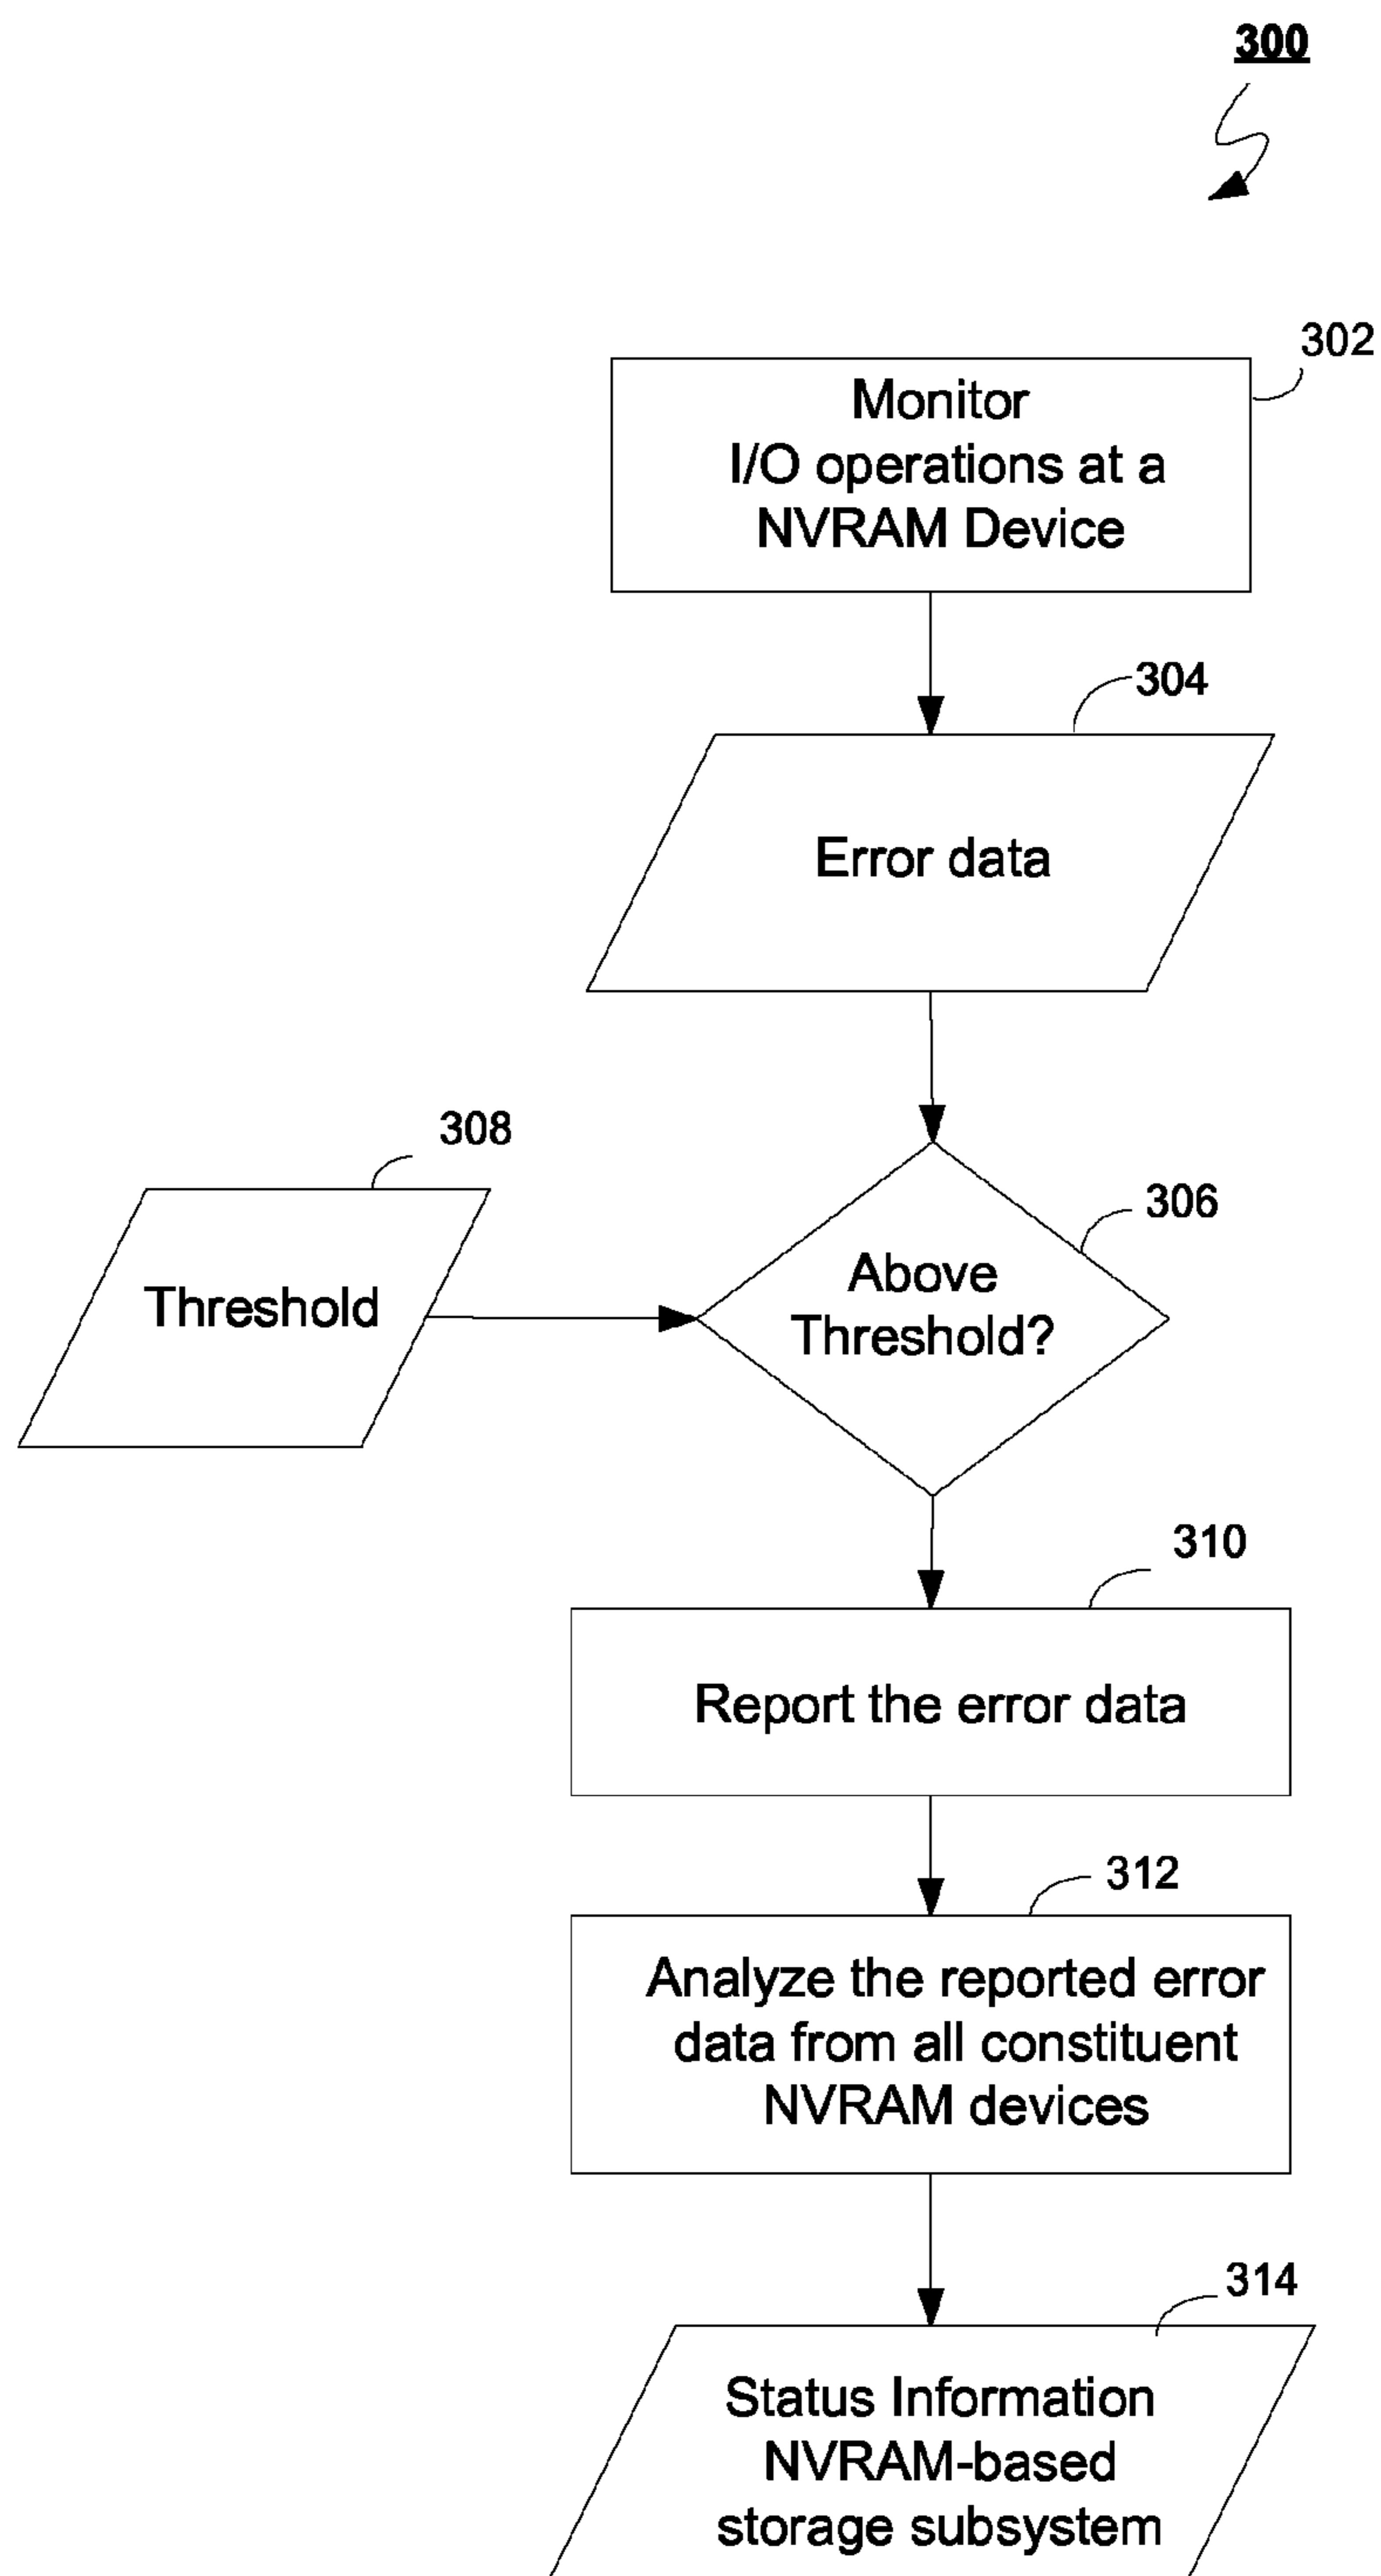 300
302
Monitor
I/O operations at a
NVRAM Device
304
Error data
308
306
Threshold
Above
Threshold?
310
Report the error data
312
Analyze the reported error
data from all constituent
NVRAM devices
314
Status Information
NVRAM-based
storage subsystem